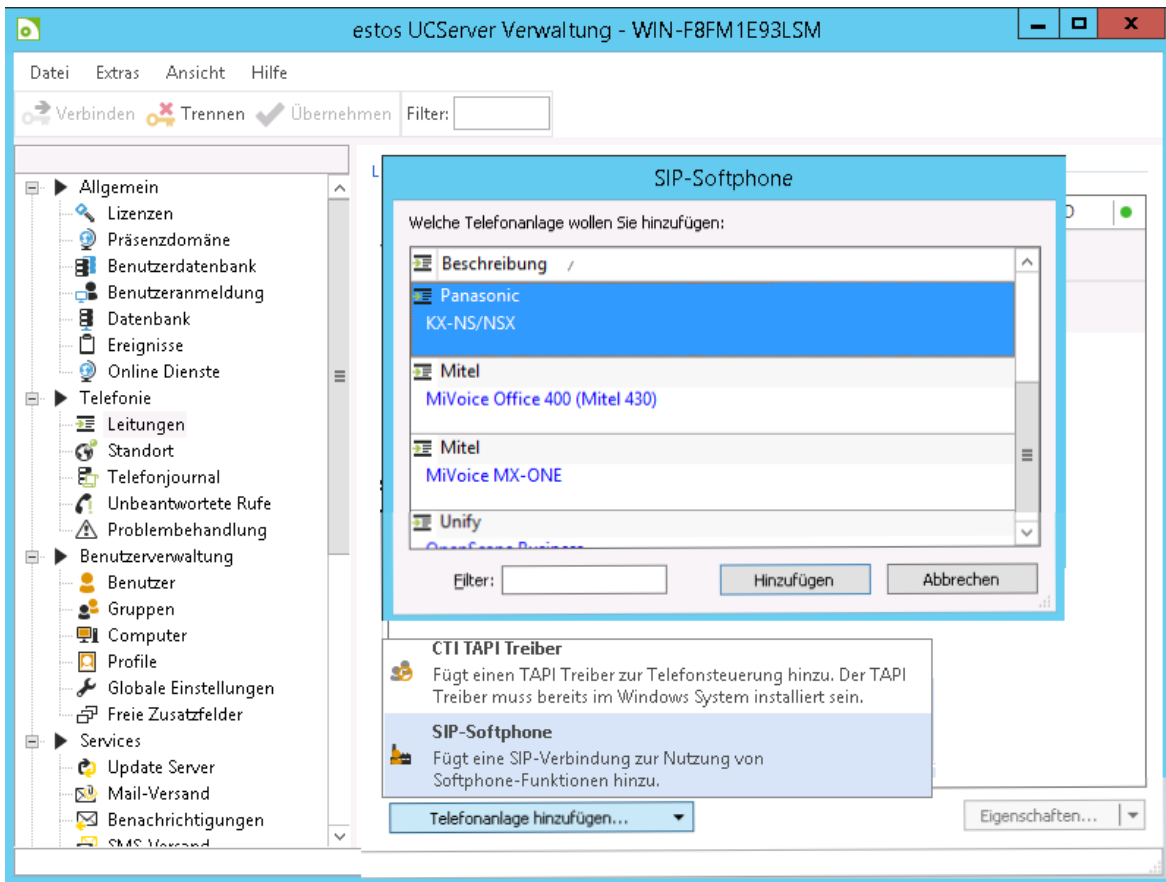 estos UCServer Verwaltung - WIN-F8FM1E93LSM
Datei Extras Ansicht Hilfe
Verbinden Trennen Übernehmen Filter:
Allgemein
Lizenzen
Präsenzdomäne
Benutzerdatenbank
Benutzeranmeldung
Datenbank
Ereignisse
Online Dienste
Telefonie
Leitungen
Standort
Telefonjournal
Unbeantwortete Rufe
Problembehandlung
Benutzerverwaltung
Benutzer
Gruppen
Computer
Profile
Globale Einstellungen
Freie Zusatzfelder
Services
Update Server
Mail-Versand
Benachrichtigungen
SMS Versand
SIP-Softphone
Welche Telefonanlage wollen Sie hinzufügen:
Beschreibung
Panasonic
KX-NS/NSX
Mitel
MiVoice Office 400 (Mitel 430)
Mitel
MiVoice MX-ONE
Unify
OpenScape Business
Filter: Hinzufügen Abbrechen
CTI TAPI Treiber
Fügt einen TAPI Treiber zur Telefonsteuerung hinzu. Der TAPI
Treiber muss bereits im Windows System installiert sein.
SIP-Softphone
Fügt eine SIP-Verbindung zur Nutzung von
Softphone-Funktionen hinzu.
Telefonanlage hinzufügen... Eigenschaften...